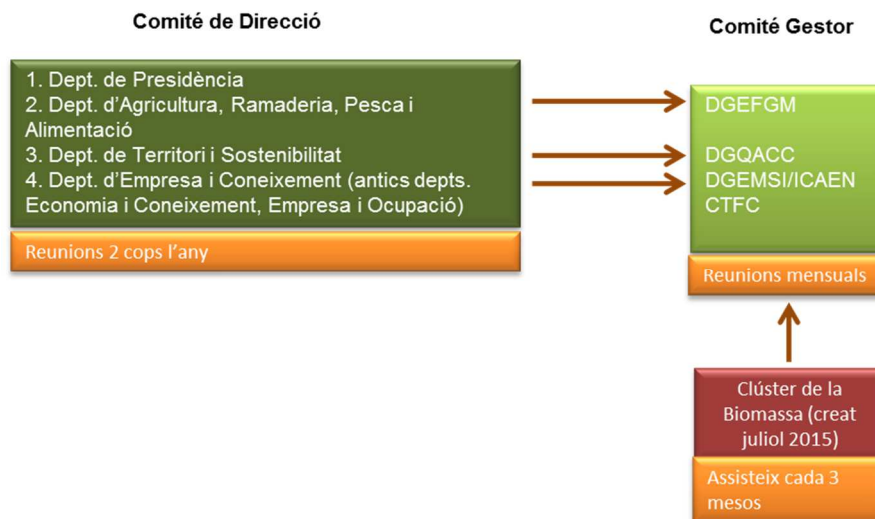 Comité de Direcció
1. Dept. de Presidència
2. Dept. d'Agricultura, Ramaderia, Pesca i
Alimentació
3. Dept. de Territori i Sostenibilitat
4. Dept. d'Empresa i Coneixement (antics depts.
Economia i Coneixement, Empresa i Ocupació)
Reunions 2 cops l'any
Comité Gestor
DGEFGM
DGQACC
DGEMSI/ICAEN
CTFC
Reunions mensuals
Clúster de la
Biomassa (creat
juliol 2015)
Assisteix cada 3
mesos